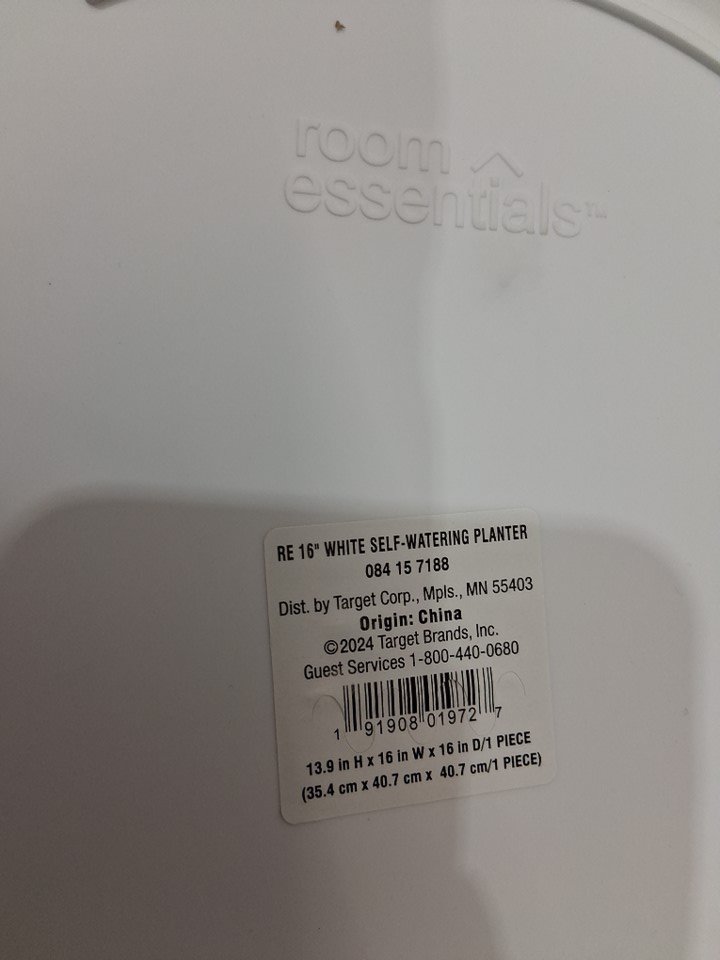 room
essentials™
RE 16" WHITE SELF-WATERING PLANTER
084 15 7188
Dist. by Target Corp., Mpls., MN 55403
Origin: China
©2024 Target Brands, Inc.
Guest Services 1-800-440-0680
1 91908 01972 7
13.9 in H x 16 in W x 16 in D/1 PIECE
(35.4 cm x 40.7 cm x 40.7 cm/1 PIECE)